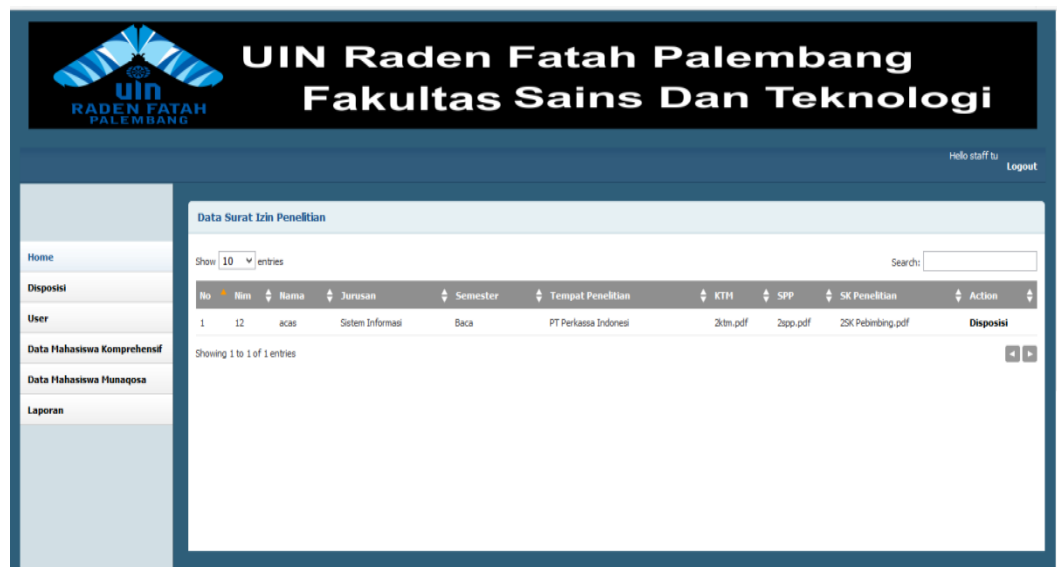 UIN Raden Fatah Palembang
Fakultas Sains Dan Teknologi
uin
RADEN FATAH
PALEMBANG
Hello staff tu
Logout
Home
Disposisi
User
Data Mahasiswa Komprehensif
Data Mahasiswa Munaqosa
Laporan
Data Surat Izin Penelitian
Show 10 entries
Search:
No Nim Nama Jurusan Semester Tempat Penelitian KTM SPP SK Penelitian Action
1 12 acas Sistem Informasi Baca PT Perkassa Indonesi 2ktm.pdf 2spp.pdf 2SK Pebimbing.pdf Disposisi
Showing 1 to 1 of 1 entries